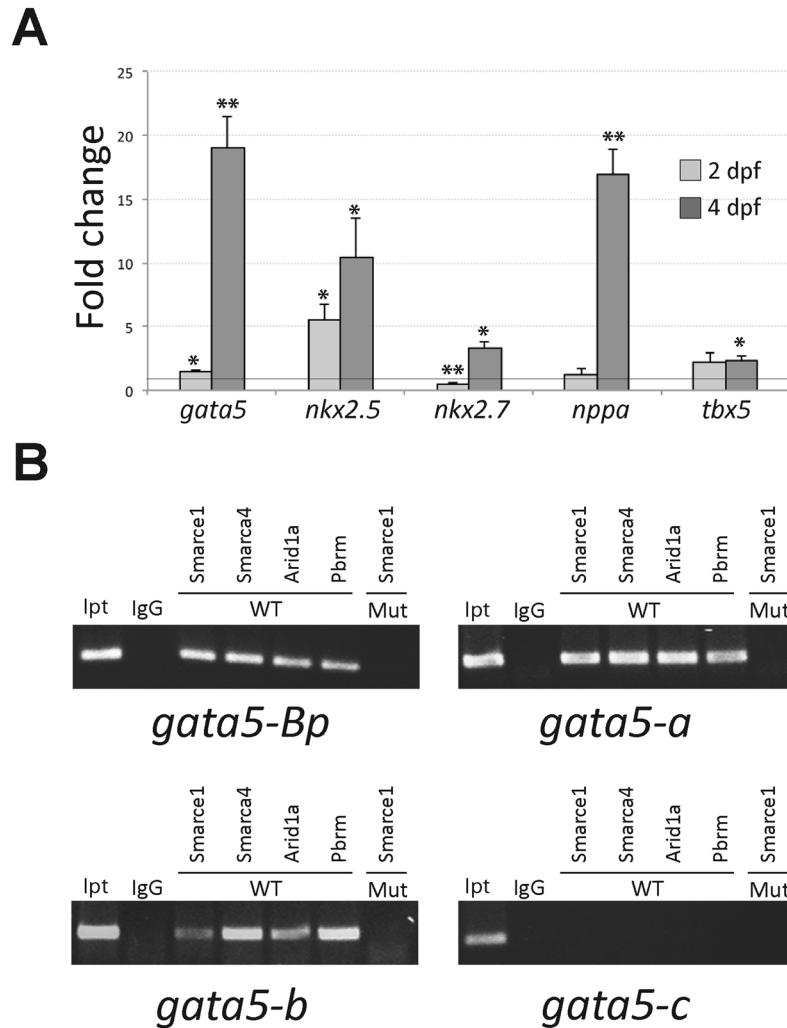 A
25
20
15
10
5
0
Fold change
**
*
*
*
**
*
**
*
2 dpf
4 dpf
gata5 nkx2.5 nkx2.7 nppa tbx5
B
Smarce1 Smarca4 Arid1a Pbrm Smarce1
Ipt IgG WT Mut
gata5-Bp
Smarce1 Smarca4 Arid1a Pbrm Smarce1
Ipt IgG WT Mut
gata5-a
Smarce1 Smarca4 Arid1a Pbrm Smarce1
Ipt IgG WT Mut
gata5-b
Smarce1 Smarca4 Arid1a Pbrm Smarce1
Ipt IgG WT Mut
gata5-c